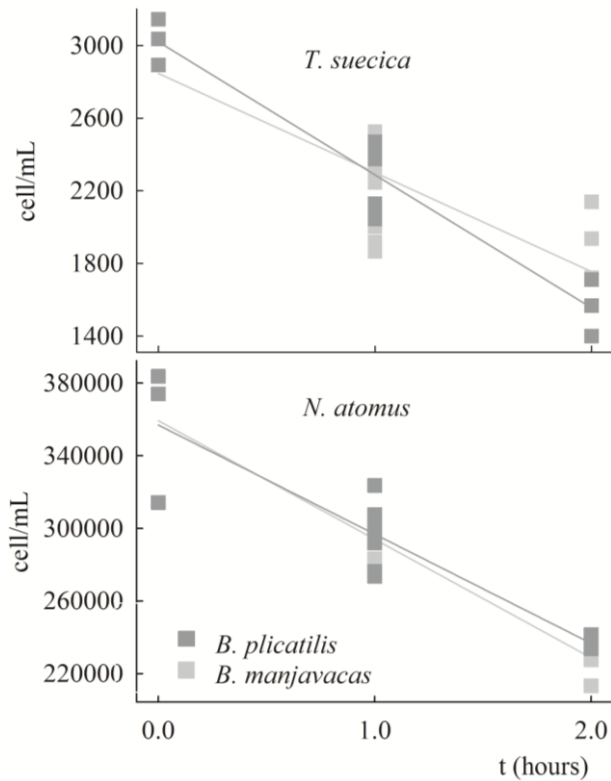 T. suecica
cell/mL
3000
2600
2200
1800
1400
N. atomus
cell/mL
380000
340000
300000
260000
220000
B. plicatilis
B. manjavacas
0.0 1.0 2.0
t (hours)